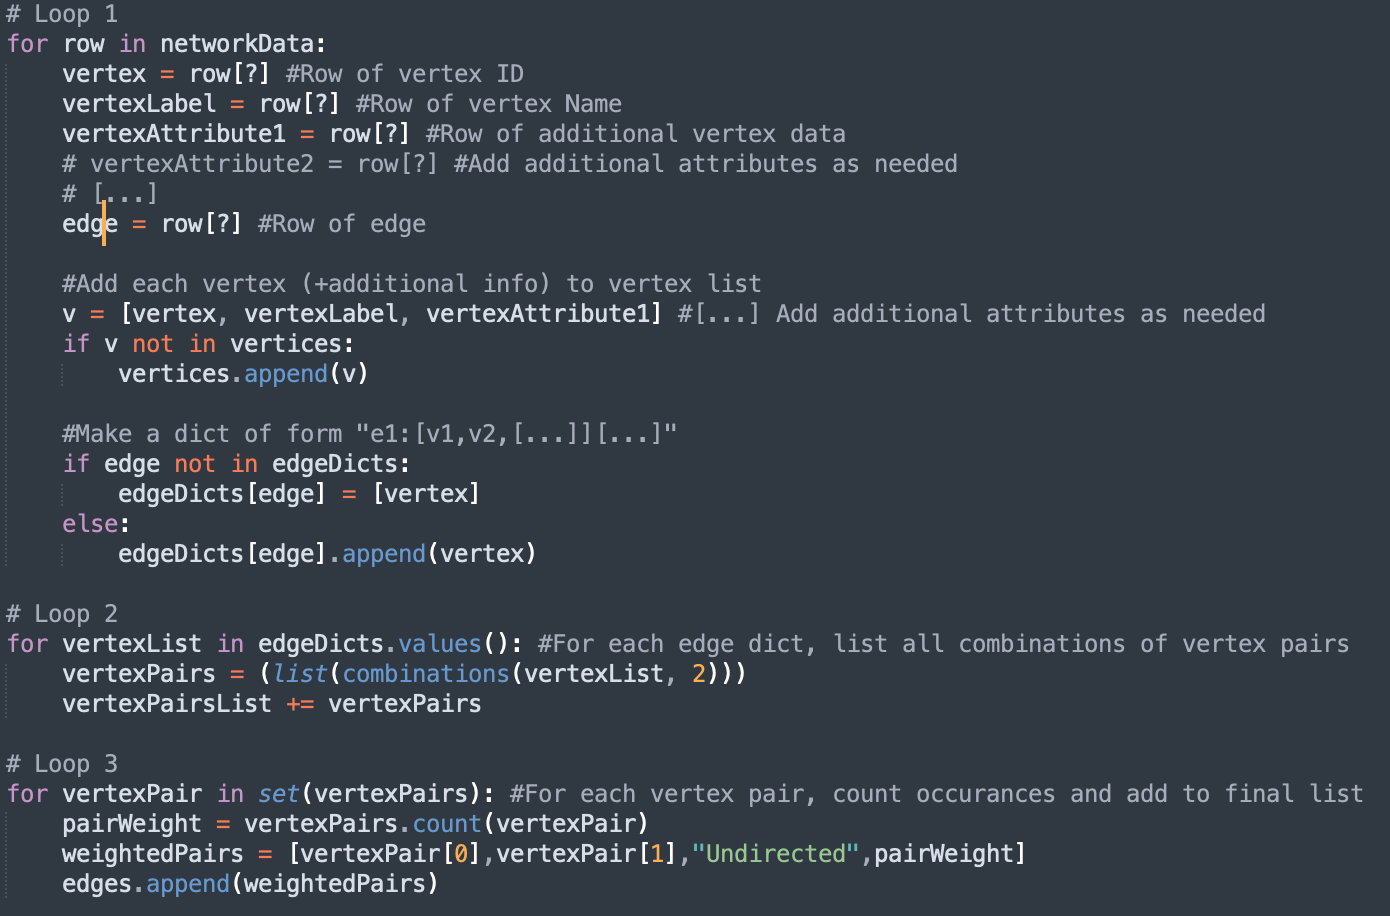 # Loop 1
for row in networkData:
    vertex = row[?] #Row of vertex ID
    vertexLabel = row[?] #Row of vertex Name
    vertexAttribute1 = row[?] #Row of additional vertex data
    # vertexAttribute2 = row[?] #Add additional attributes as needed
    # [...]
    edge = row[?] #Row of edge

    #Add each vertex (+additional info) to vertex list
    v = [vertex, vertexLabel, vertexAttribute1] #[...] Add additional attributes as needed
    if v not in vertices:
        vertices.append(v)

    #Make a dict of form "e1:[v1,v2,[...]][...]"
    if edge not in edgeDicts:
        edgeDicts[edge] = [vertex]
    else:
        edgeDicts[edge].append(vertex)

# Loop 2
for vertexList in edgeDicts.values(): #For each edge dict, list all combinations of vertex pairs
    vertexPairs = (list(combinations(vertexList, 2)))
    vertexPairsList += vertexPairs

# Loop 3
for vertexPair in set(vertexPairs): #For each vertex pair, count occurances and add to final list
    pairWeight = vertexPairs.count(vertexPair)
    weightedPairs = [vertexPair[0],vertexPair[1],"Undirected",pairWeight]
    edges.append(weightedPairs)